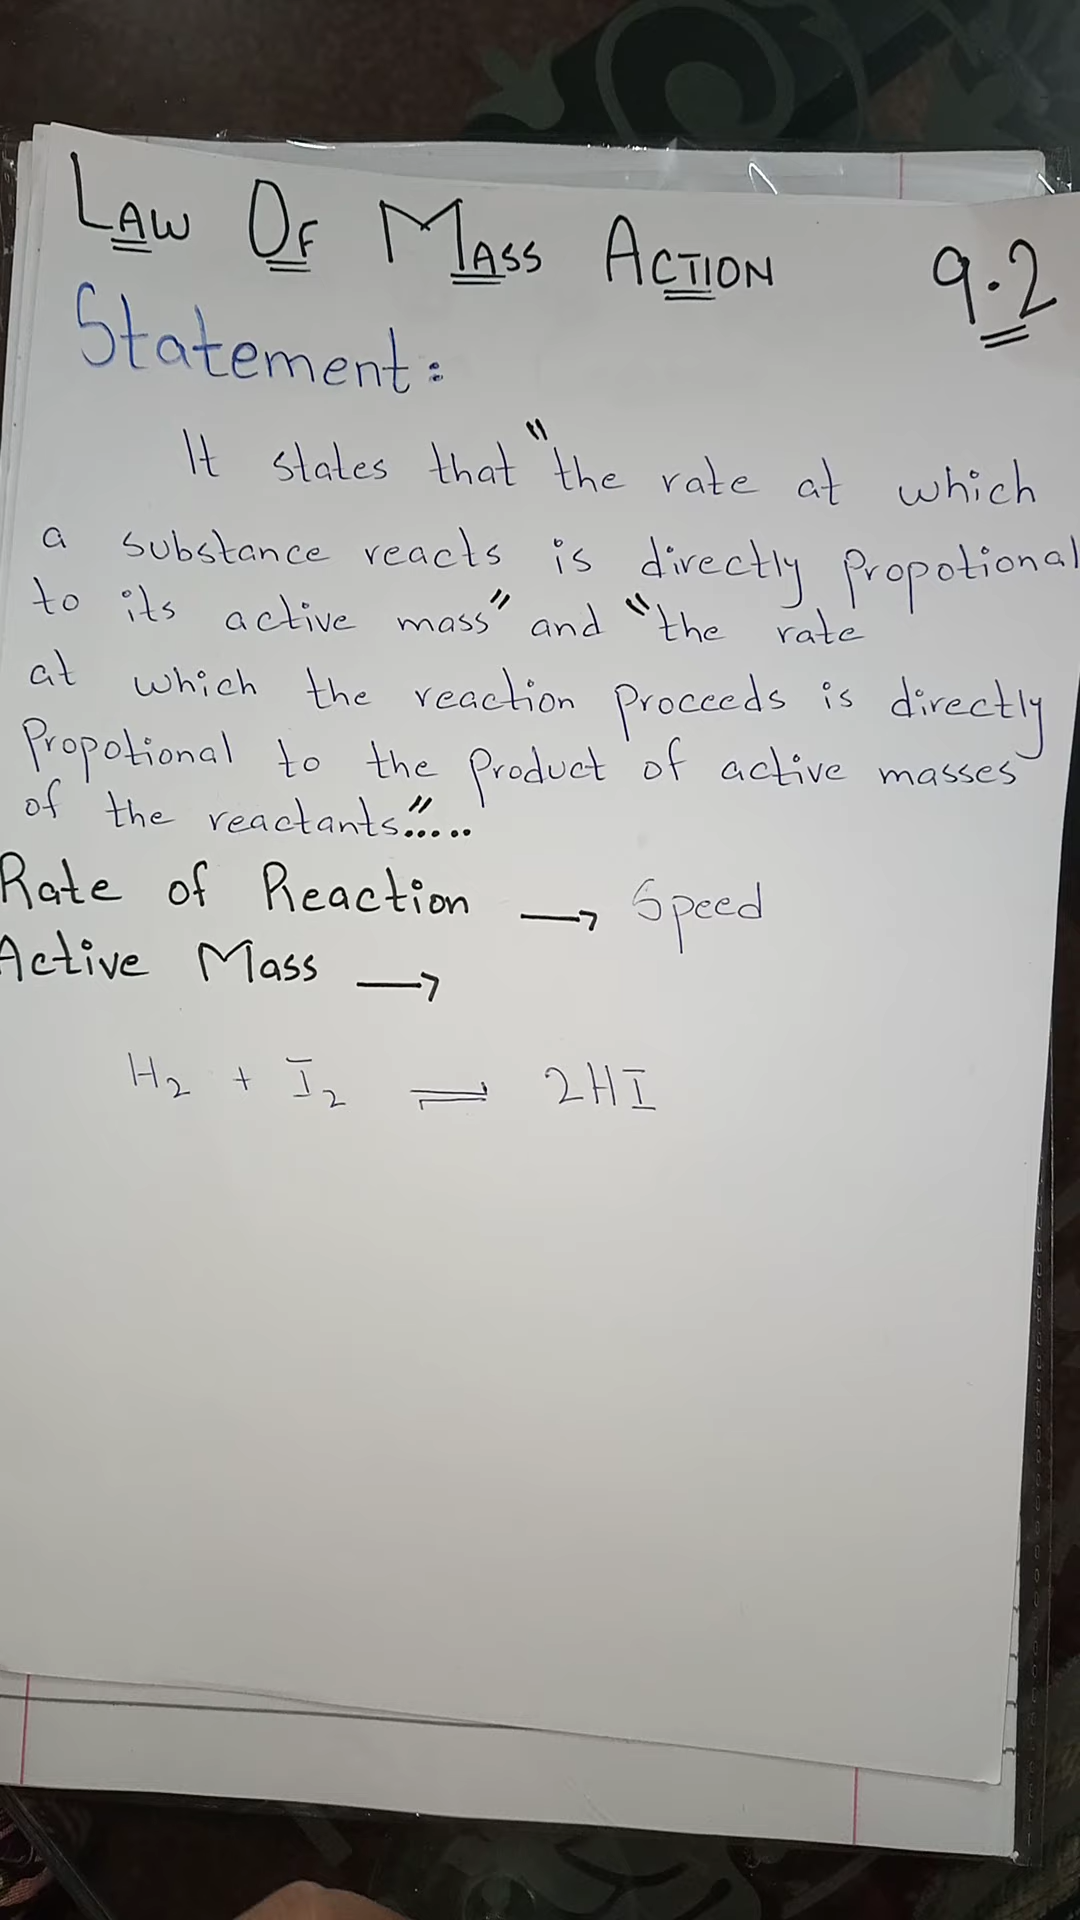 LAW OF MASS ACTION 9.2
Statement:
It states that "the rate at which
a substance reacts is directly Propotional
to its active mass" and "the rate
at which the reaction Proceeds is directly
Propotional to the Product of active masses
of the reactants".....
Rate of Reaction → Speed
Active Mass →
H₂ + I₂ ⇌ 2HI